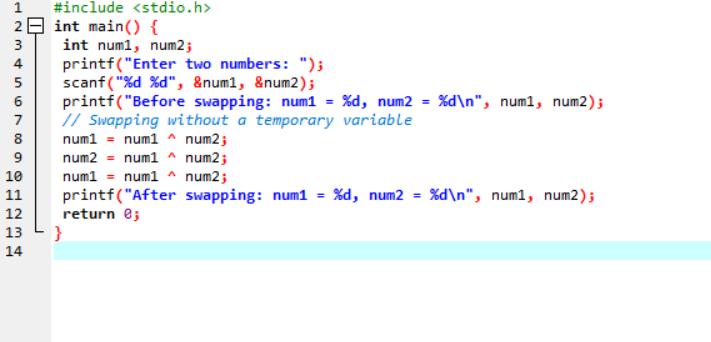 1 #include <stdio.h>
2 int main() {
3 int num1, num2;
4 printf("Enter two numbers: ");
5 scanf("%d %d", &num1, &num2);
6 printf("Before swapping: num1 = %d, num2 = %d\n", num1, num2);
7 // Swapping without a temporary variable
8 num1 = num1 ^ num2;
9 num2 = num1 ^ num2;
10 num1 = num1 ^ num2;
11 printf("After swapping: num1 = %d, num2 = %d\n", num1, num2);
12 return 0;
13 }
14